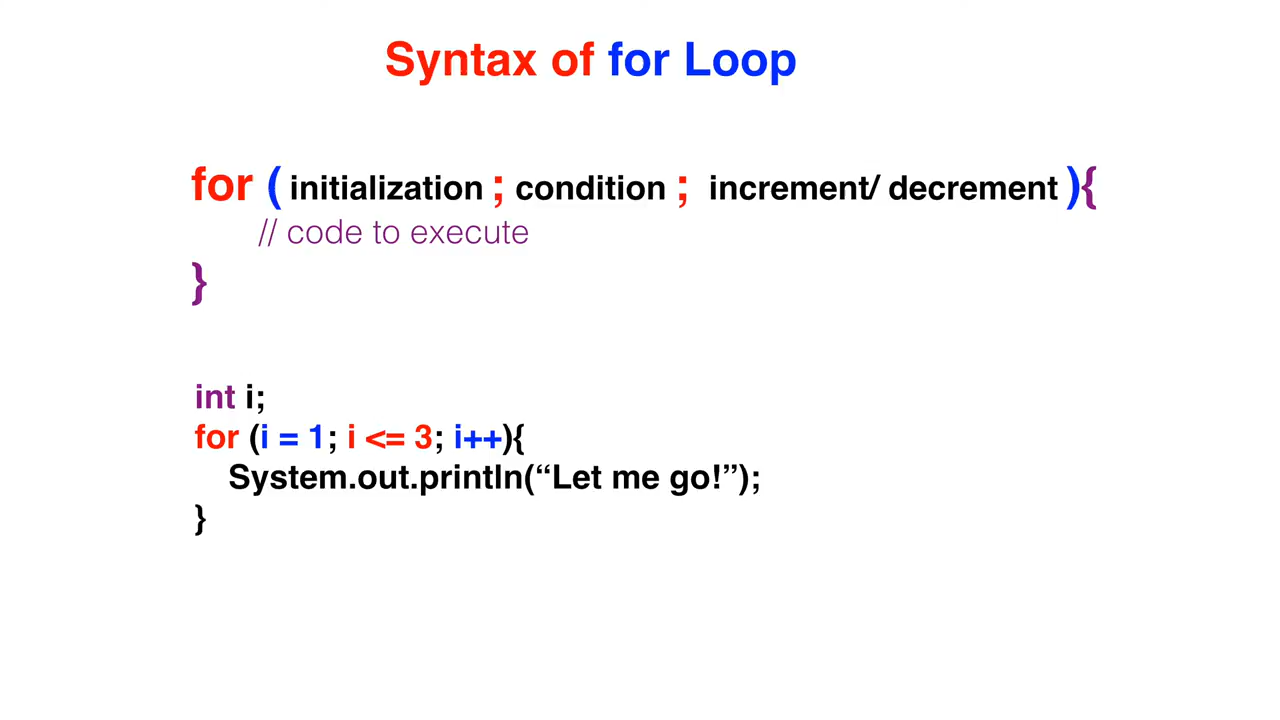 Syntax of for Loop
for ( initialization ; condition ; increment/ decrement ){
// code to execute
}
int i;
for (i = 1; i <= 3; i++){
System.out.println(“Let me go!”);
}